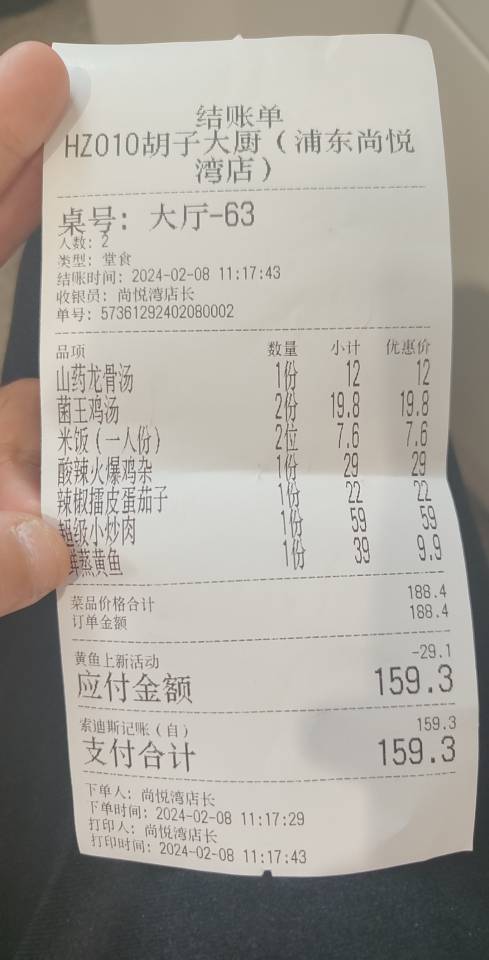 结账单
HZ010胡子大厨（浦东尚悦
湾店）
桌号：大厅-63
人数：2
类型：堂食
结账时间：2024-02-08 11:17:43
收银员：尚悦湾店长
单号：57361292402080002
品项 数量 小计 优惠价
山药龙骨汤 1份 12 12
菌王鸡汤 2份 19.8 19.8
米饭（一人份） 2位 7.6 7.6
酸辣火爆鸡杂 1份 29 29
辣椒擂皮蛋茄子 1份 22 22
超级小炒肉 1份 59 59
蒸黄鱼 1份 39 9.9
菜品价格合计 188.4
订单金额 188.4
黄鱼上新活动 -29.1
应付金额 159.3
索迪斯记账（自） 159.3
支付合计 159.3
下单人：尚悦湾店长
下单时间：2024-02-08 11:17:29
打印人：尚悦湾店长
打印时间：2024-02-08 11:17:43